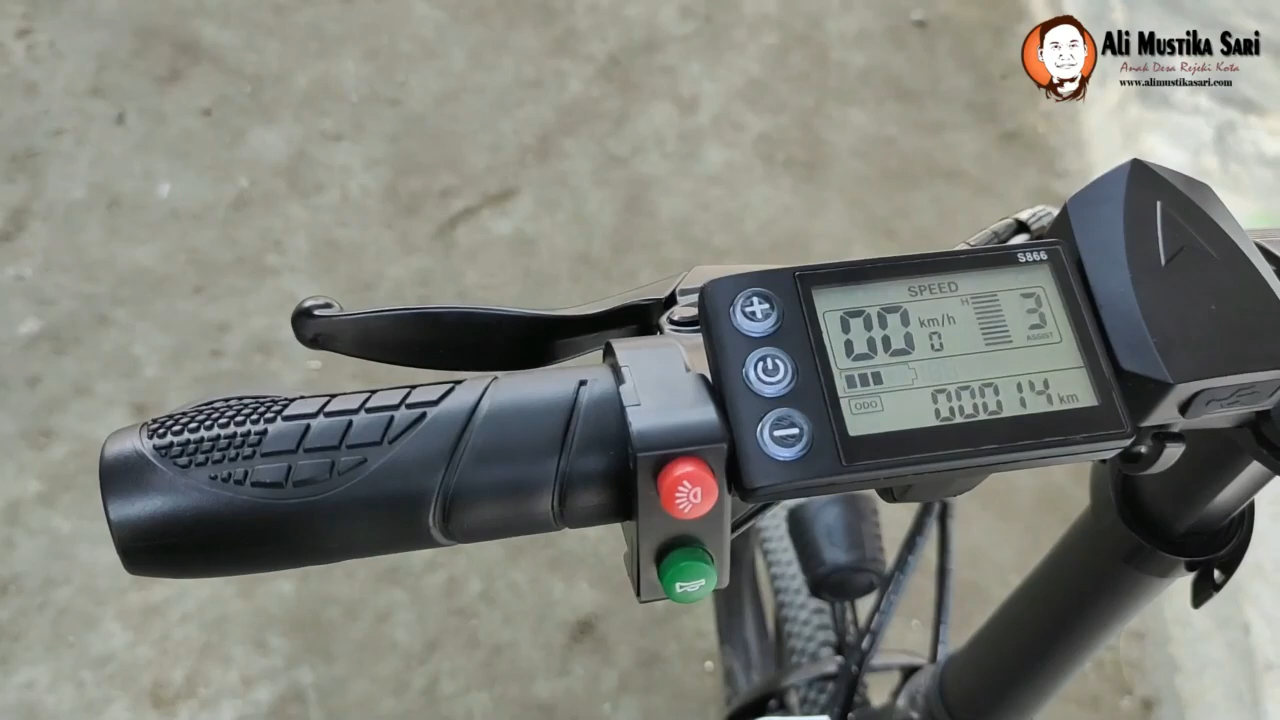 Ali Mustika Sari
Anak Desa Rejeki Kota
www.alimustikasari.com
S866
SPEED
00 km/h
0
H
3
ASSIST
ODO
00014 km